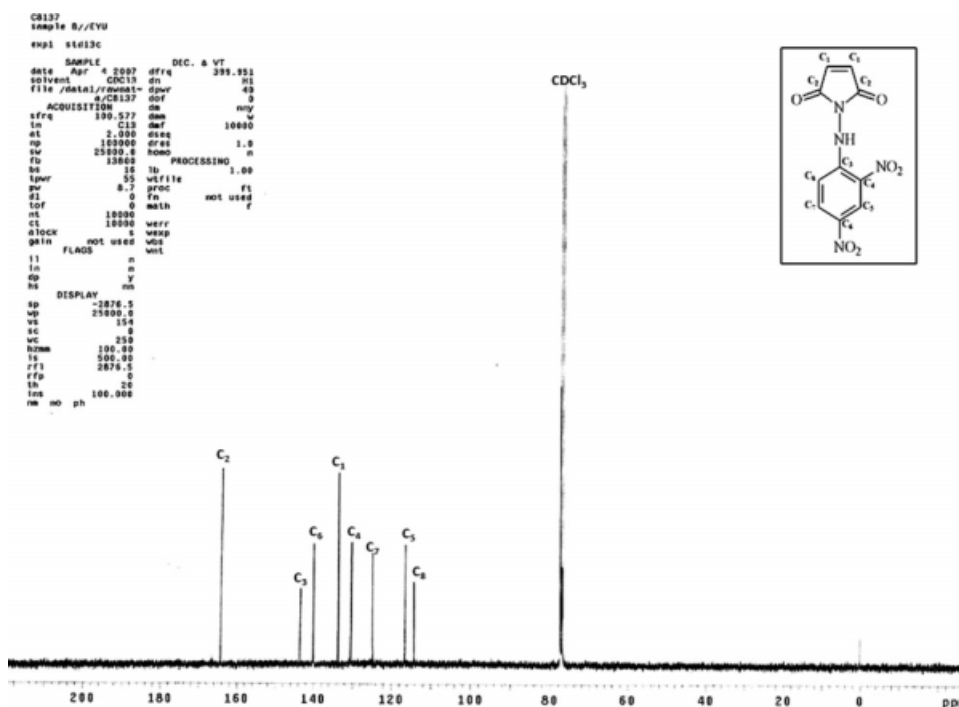 C8137
sample B//EYU
exp1 std13c
SAMPLE DEC. & VT
date Apr 4 2007 dfrq 399.951
solvent CDCl3 dn H1
file /data1/rawdat~ dpwr 40
a/C8137 dof 0
ACQUISITION dm nny
sfrq 100.577 dmm w
tn C13 dmf 10000
at 2.000 dseq
np 100000 dres 1.0
sw 25000.0 homo n
fb 13800 PROCESSING
bs 16 lb 1.00
tpwr 55 wtfile
pw 8.7 proc ft
d1 0 fn not used
tof 0 math f
nt 10000
ct 10000 werr
alock s wexp
gain not used wbs
FLAGS wnt
il n
in n
dp y
hs nn
DISPLAY
sp -2876.5
wp 25000.0
vs 154
sc 0
wc 250
hzmm 100.00
is 500.00
rfl 2876.5
rfp 0
th 20
ins 100.000
nm no ph
CDCl₃
C₁ C₁
C₂ C₂
O N O
NH
C₃
C₈ C₄ NO₂
C₇ C₅
C₆
NO₂
C₂
C₁
C₆ C₄ C₅
C₇
C₃ C₈
200 180 160 140 120 100 80 60 40 20 0 ppm